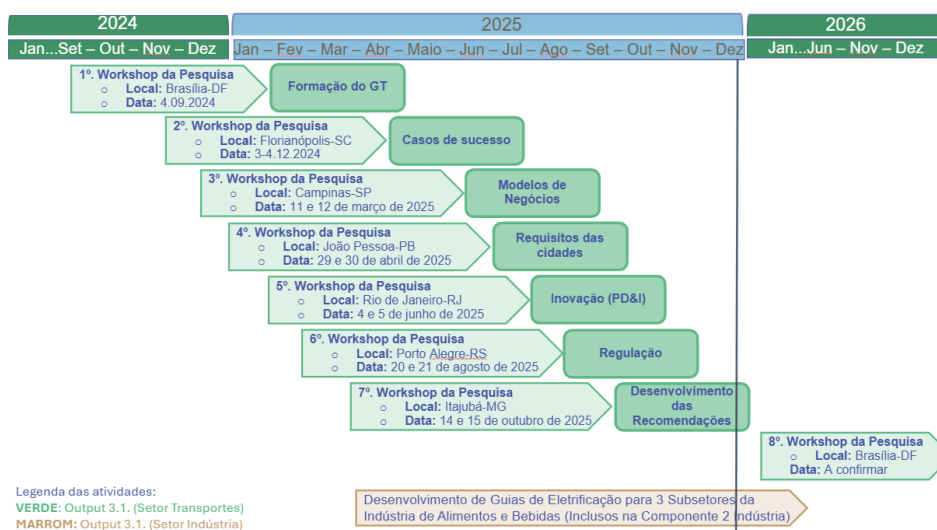 2024
2025
2026
Jan...Set – Out – Nov – Dez
Jan – Fev – Mar – Abr – Maio – Jun – Jul – Ago – Set – Out – Nov – Dez
Jan...Jun – Nov – Dez
1º. Workshop da Pesquisa
o Local: Brasília-DF
o Data: 4.09.2024
Formação do GT
2º. Workshop da Pesquisa
o Local: Florianópolis-SC
o Data: 3-4.12.2024
Casos de sucesso
3º. Workshop da Pesquisa
o Local: Campinas-SP
o Data: 11 e 12 de março de 2025
Modelos de
Negócios
4º. Workshop da Pesquisa
o Local: João Pessoa-PB
o Data: 29 e 30 de abril de 2025
Requisitos das
cidades
5º. Workshop da Pesquisa
o Local: Rio de Janeiro-RJ
o Data: 4 e 5 de junho de 2025
Inovação (PD&I)
6º. Workshop da Pesquisa
o Local: Porto Alegre-RS
o Data: 20 e 21 de agosto de 2025
Regulação
7º. Workshop da Pesquisa
o Local: Itajubá-MG
o Data: 14 e 15 de outubro de 2025
Desenvolvimento
das
Recomendações
8º. Workshop da Pesquisa
o Local: Brasília-DF
Data: A confirmar
Legenda das atividades:
VERDE: Output 3.1. (Setor Transportes)
MARROM: Output 3.1. (Setor Indústria)
Desenvolvimento de Guias de Eletrificação para 3 Subsetores da
Indústria de Alimentos e Bebidas (Inclusos na Componente 2 Indústria)